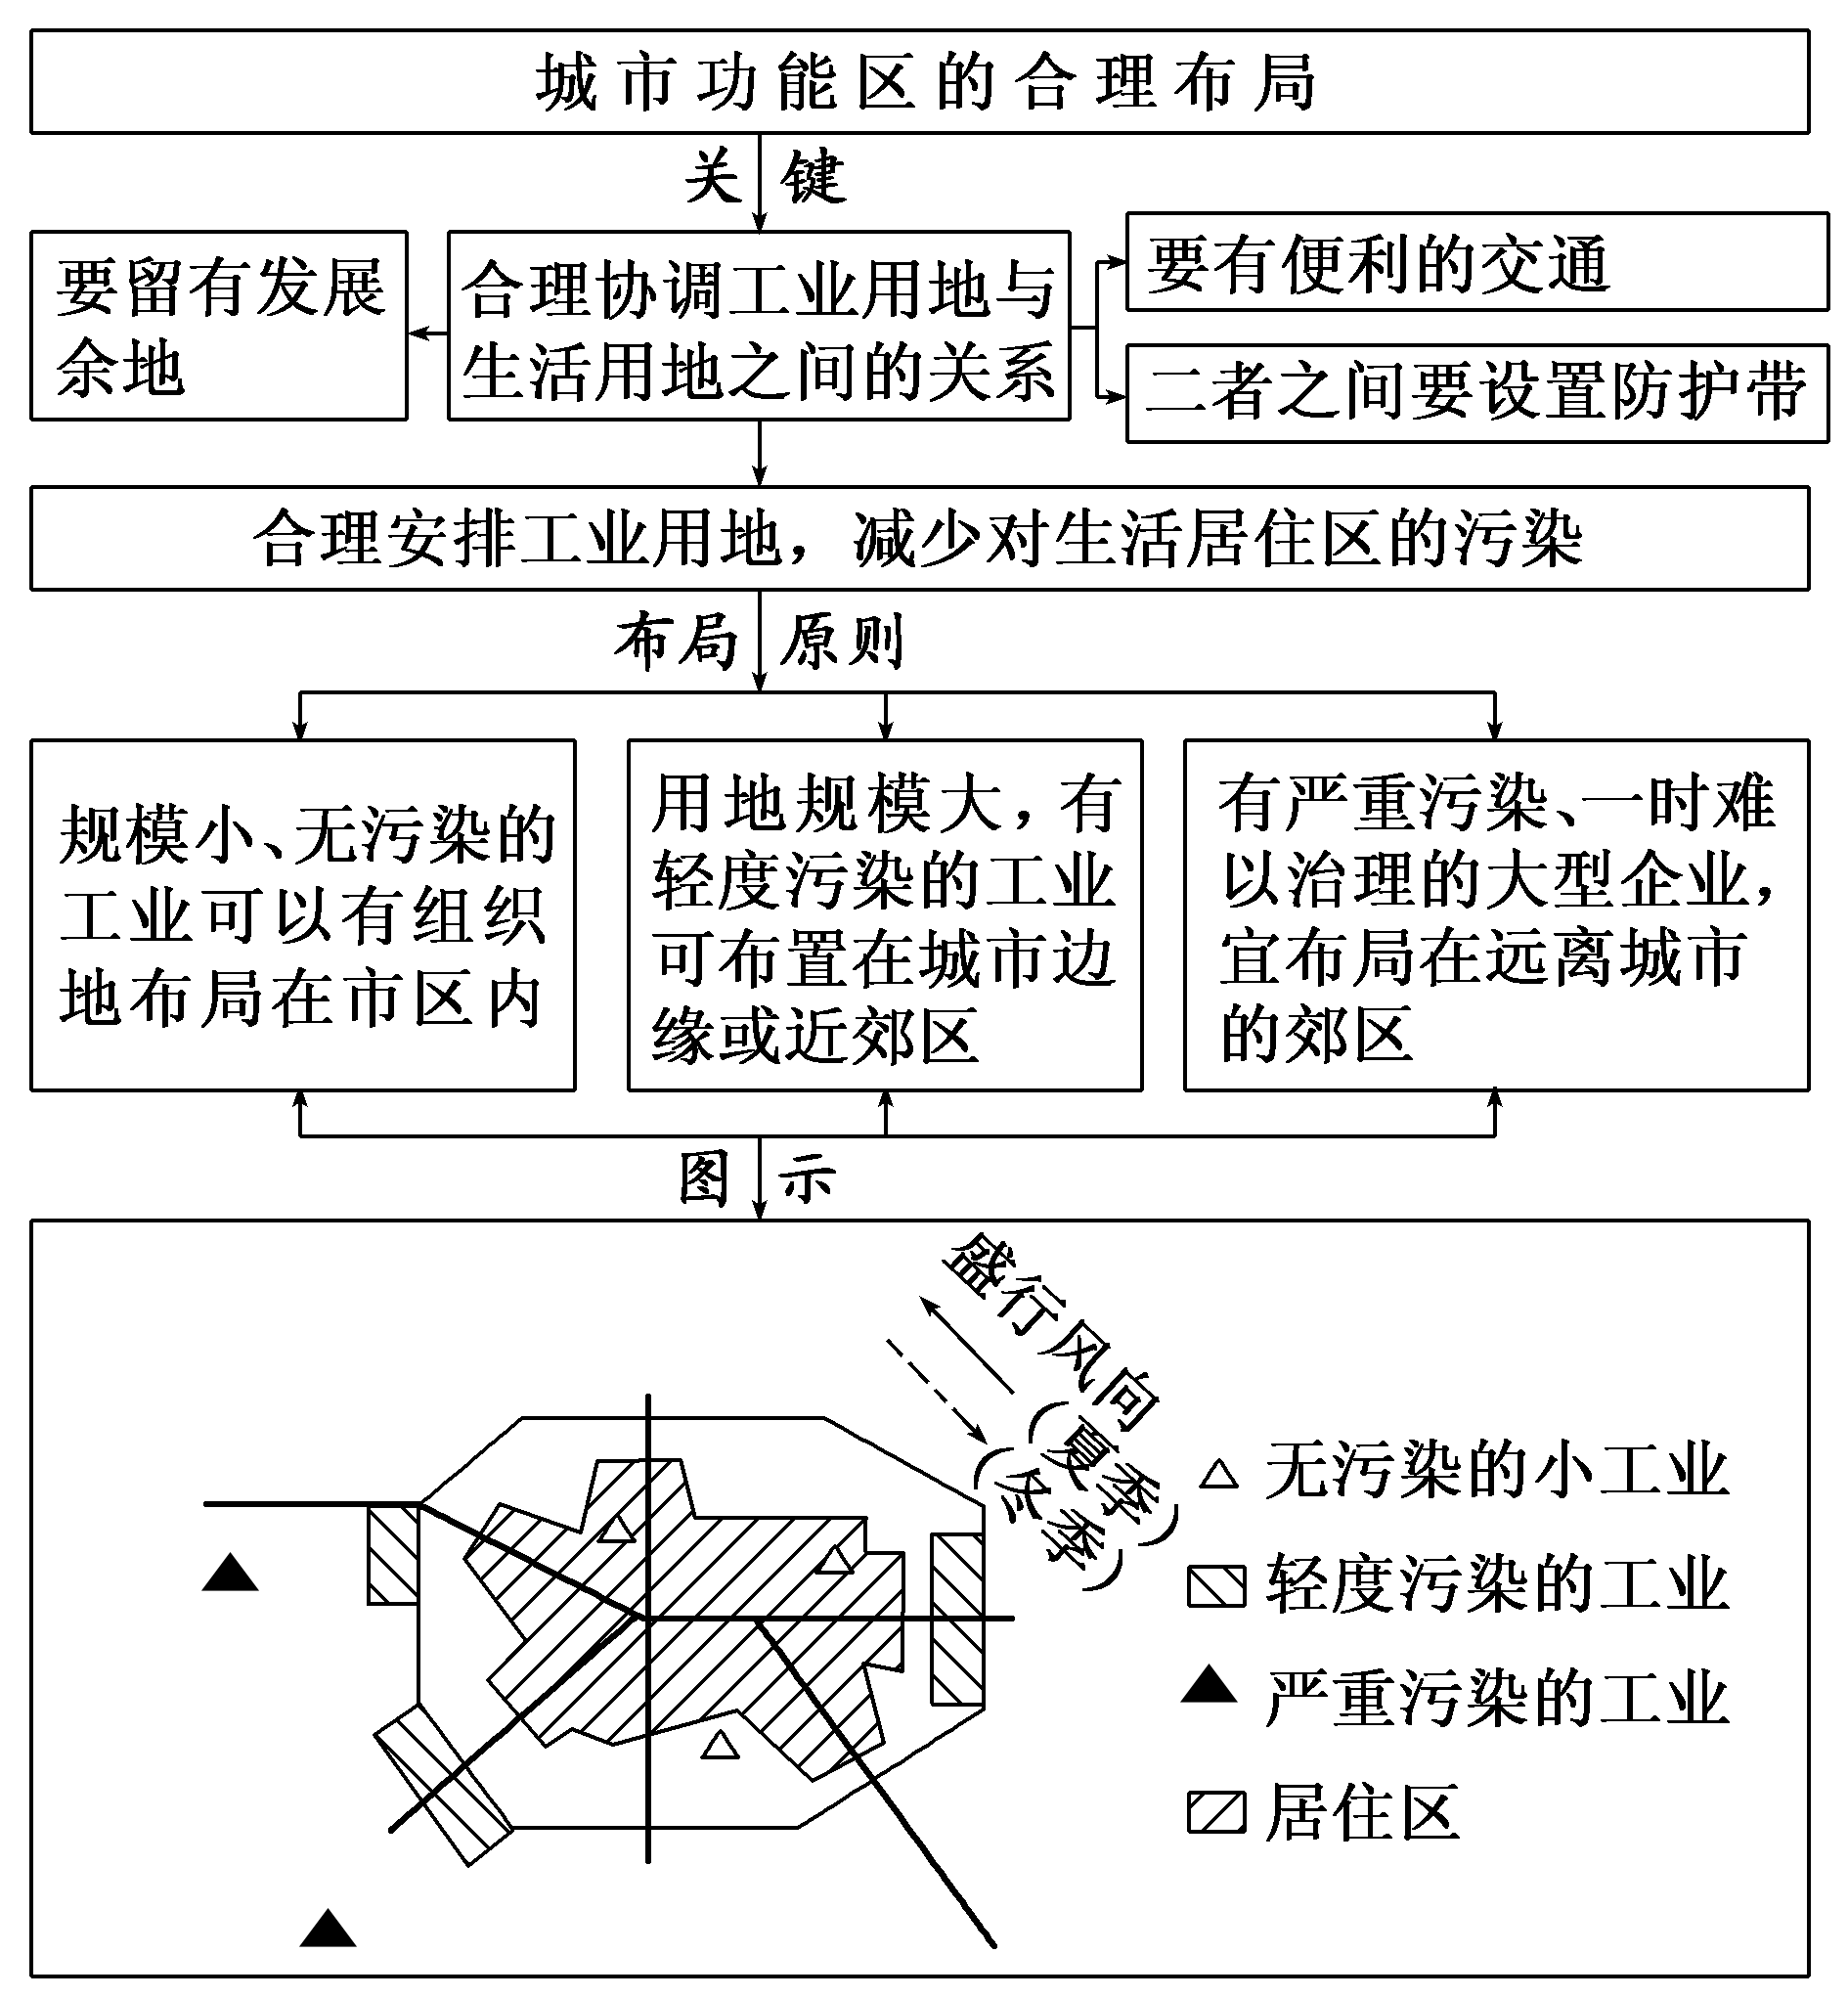 城市功能区的合理布局
关键
要留有发展
余地
合理协调工业用地与
生活用地之间的关系
要有便利的交通
二者之间要设置防护带
合理安排工业用地，减少对生活居住区的污染
布局原则
规模小、无污染的
工业可以有组织
地布局在市区内
用地规模大，有
轻度污染的工业
可布置在城市边
缘或近郊区
有严重污染、一时难
以治理的大型企业，
宜布局在远离城市
的郊区
图示
盛行风向
（夏季）
（冬季）
无污染的小工业
轻度污染的工业
严重污染的工业
居住区